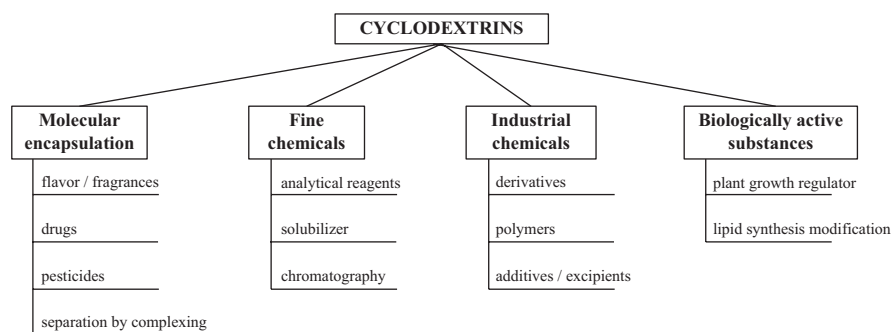 CYCLODEXTRINS
Molecular
encapsulation
flavor / fragrances
drugs
pesticides
separation by complexing
Fine
chemicals
analytical reagents
solubilizer
chromatography
Industrial
chemicals
derivatives
polymers
additives / excipients
Biologically active
substances
plant growth regulator
lipid synthesis modification